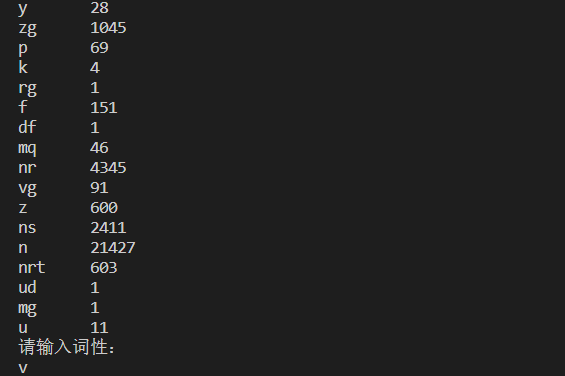 y 28
zg 1045
p 69
k 4
rg 1
f 151
df 1
mq 46
nr 4345
vg 91
z 600
ns 2411
n 21427
nrt 603
ud 1
mg 1
u 11
请输入词性:
v